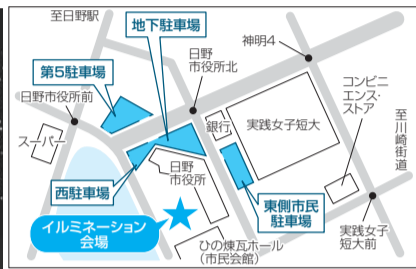 至日野駅
地下駐車場
神明4
第5駐車場
日野
市役所北
コンビニ
エンス・
ストア
日野市役所前
銀行
実践女子短大
至川崎街道
スーパー
日野
市役所
西駐車場
東側市民
駐車場
イルミネーション
会場
実践女子
短大前
ひの煉瓦ホール
(市民会館)